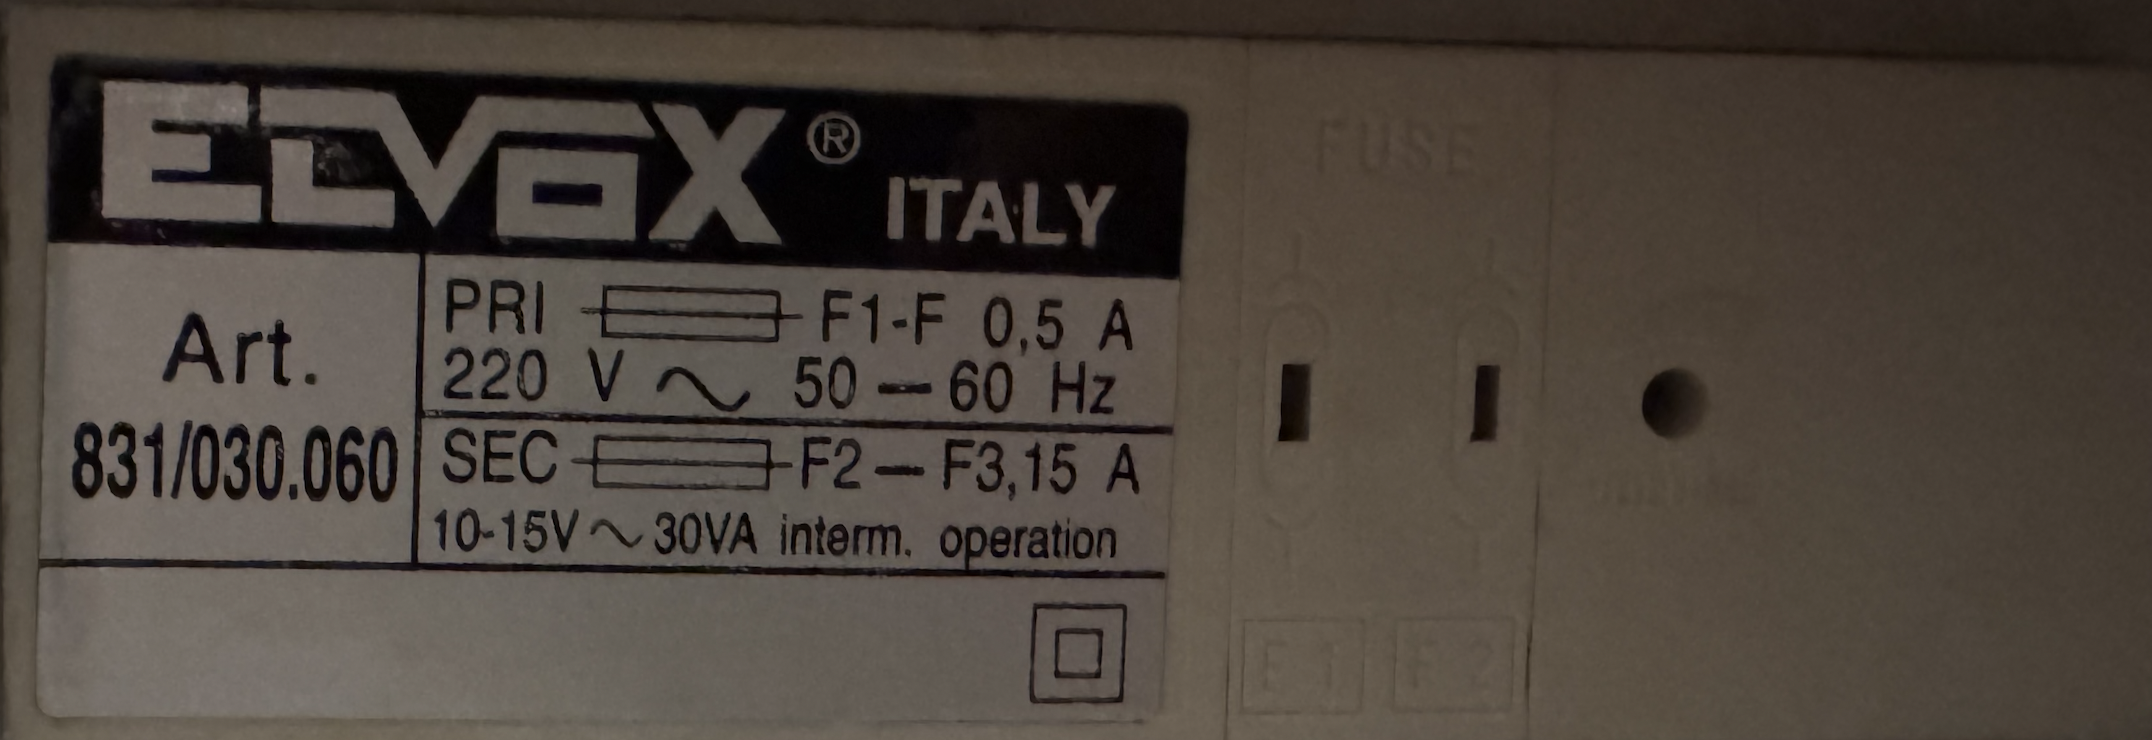 ELVOX® ITALY
Art.
831/030.060
PRI F1-F 0,5 A
220 V ~ 50 – 60 Hz
SEC F2 – F3,15 A
10-15V ~ 30VA interm. operation
FUSE
F1 F2